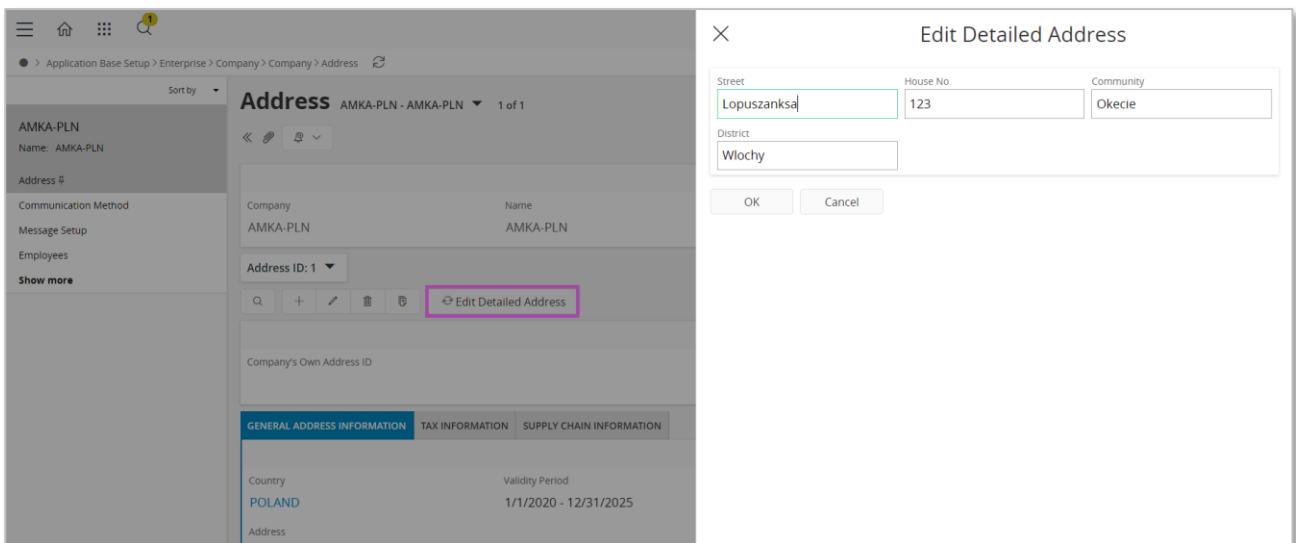 1
Edit Detailed Address
Application Base Setup > Enterprise > Company > Company > Address
Sort by
Address AMKA-PLN - AMKA-PLN 1 of 1
AMKA-PLN
Name: AMKA-PLN
Address
Communication Method
Message Setup
Employees
Show more
Company
Name
AMKA-PLN
AMKA-PLN
Address ID: 1
Edit Detailed Address
Company's Own Address ID
GENERAL ADDRESS INFORMATION TAX INFORMATION SUPPLY CHAIN INFORMATION
Country
Validity Period
POLAND
1/1/2020 - 12/31/2025
Address
Street
House No
Community
Lopuszanksa
123
Okecie
District
Wlochy
OK
Cancel